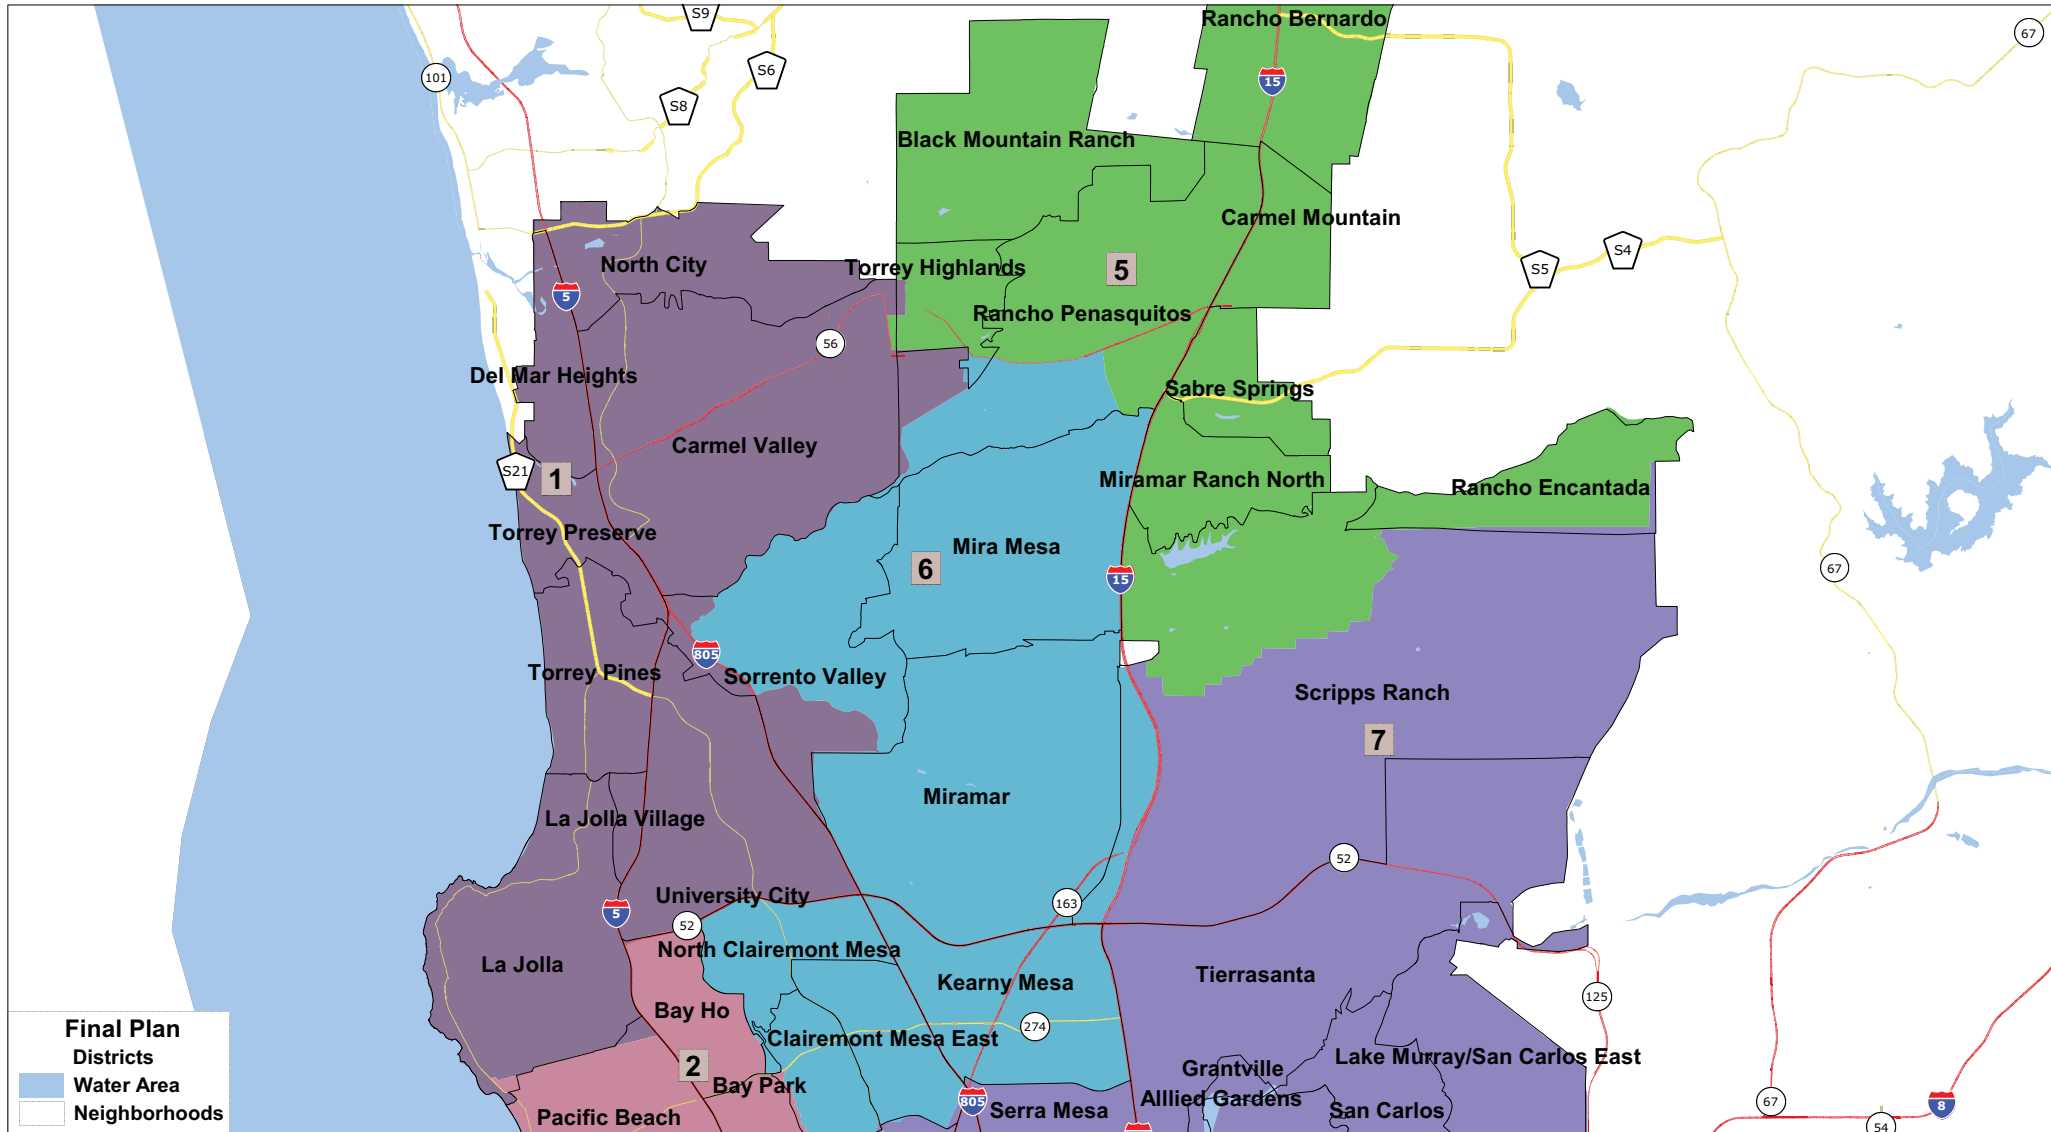 S9
Rancho Bernardo
67
101
S6
15
S8
Black Mountain Ranch
Carmel Mountain
North City
Torrey Highlands
5
S5
S4
5
Rancho Penasquitos
56
Del Mar Heights
Sabre Springs
Carmel Valley
S21
1
Miramar Ranch North
Rancho Encantada
Torrey Preserve
Mira Mesa
6
15
67
805
Torrey Pines
Sorrento Valley
Scripps Ranch
7
Miramar
La Jolla Village
52
University City
163
5
52
North Clairemont Mesa
La Jolla
Kearny Mesa
Tierrasanta
125
Bay Ho
274
Clairemont Mesa East
Lake Murray/San Carlos East
2
Grantville
Bay Park
Alllied Gardens
805
Serra Mesa
San Carlos
67
8
Pacific Beach
54
Final Plan
Districts
Water Area
Neighborhoods